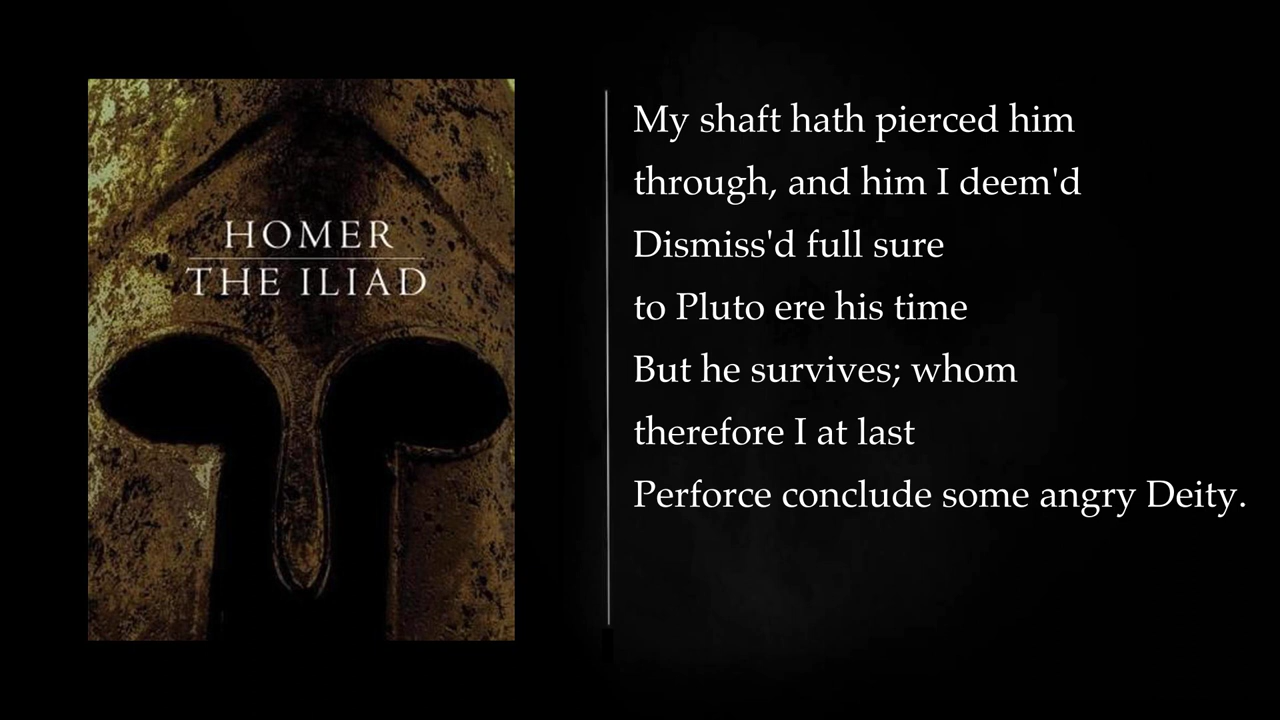 HOMER
THE ILIAD
My shaft hath pierced him
through, and him I deem'd
Dismiss'd full sure
to Pluto ere his time
But he survives; whom
therefore I at last
Perforce conclude some angry Deity.